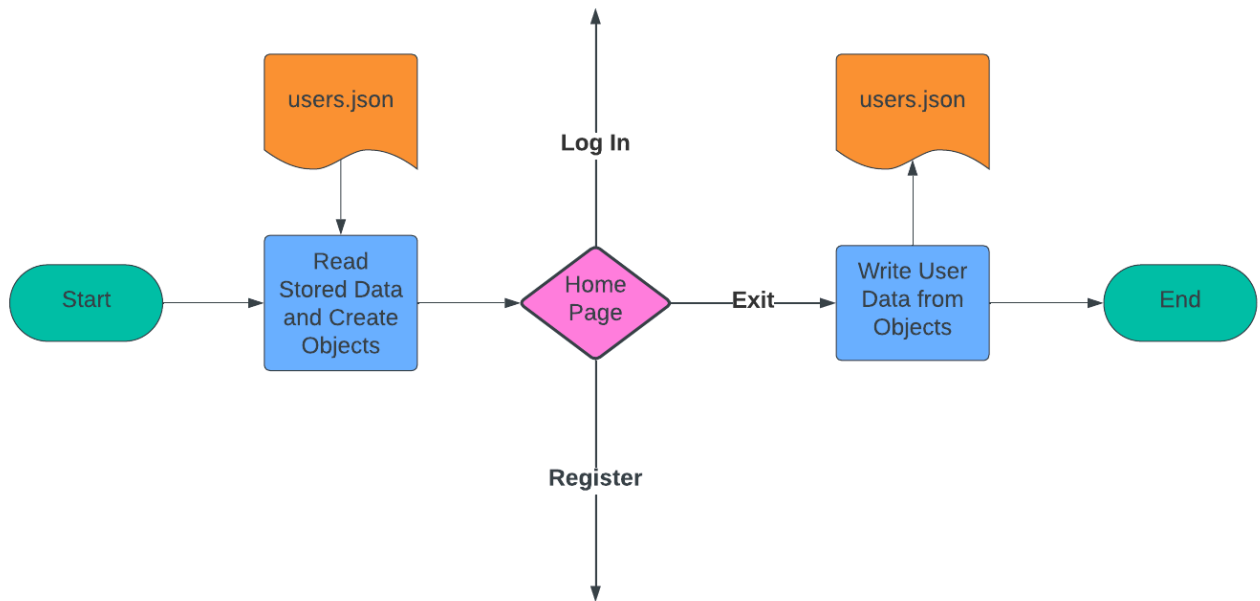 users.json
users.json
Log In
Start
Read
Stored Data
and Create
Objects
Home
Page
Exit
Write User
Data from
Objects
End
Register